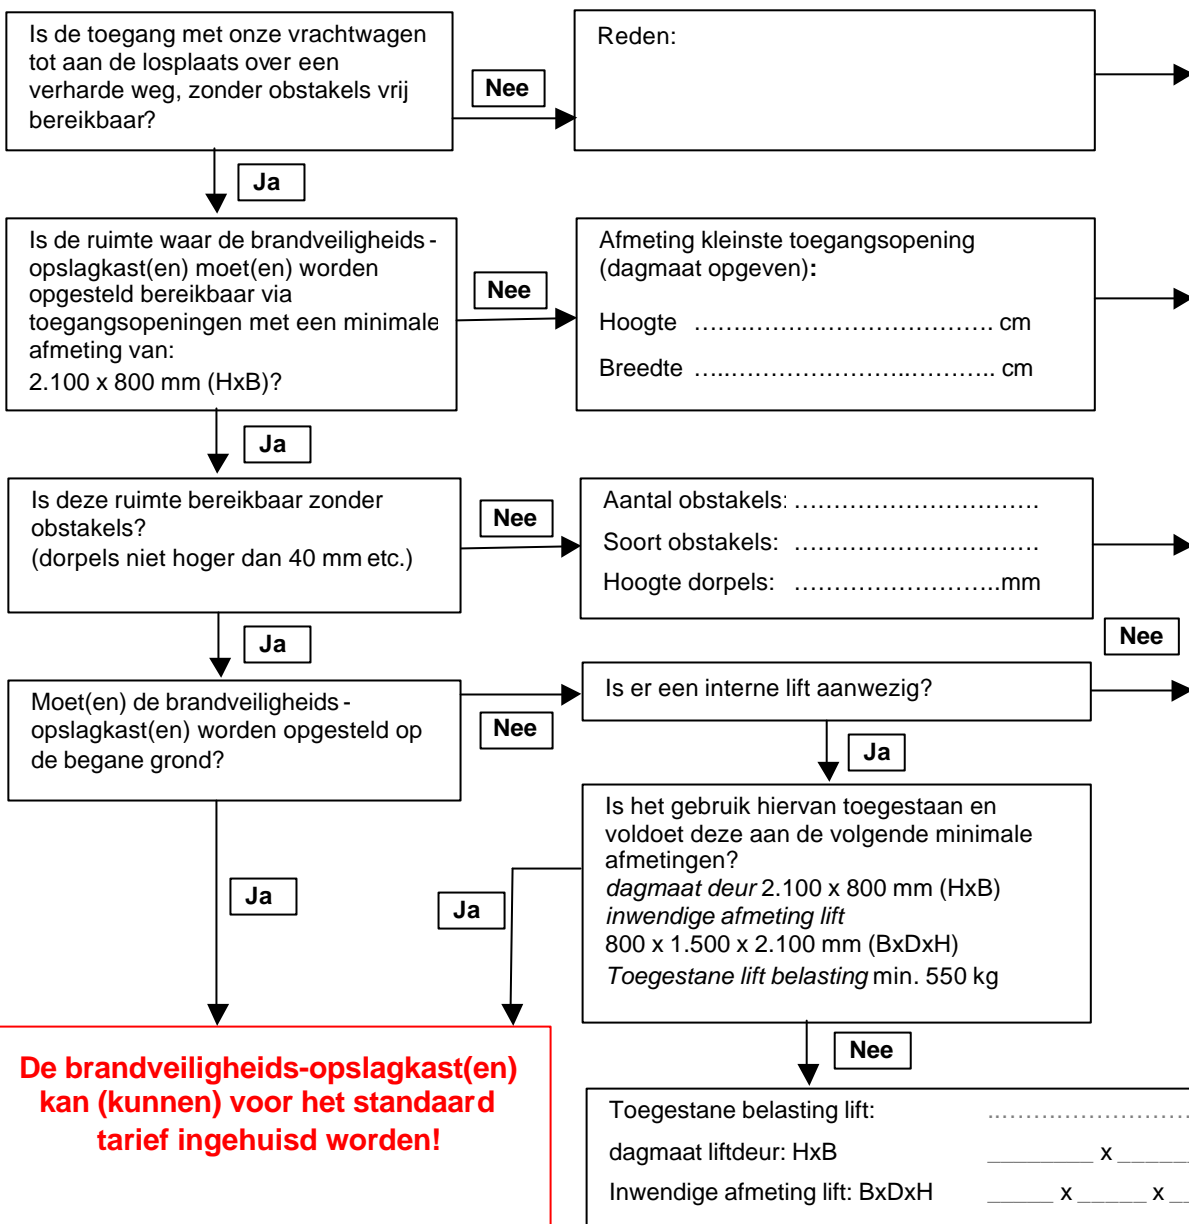 Is de toegang met onze vrachtwagen
tot aan de losplaats over een
verharde weg, zonder obstakels vrij
bereikbaar?
Nee
Reden:
Ja
Is de ruimte waar de brandveiligheids-
opslagkast(en) moet(en) worden
opgesteld bereikbaar via
toegangsopeningen met een minimale
afmeting van:
2.100 x 800 mm (HxB)?
Nee
Afmeting kleinste toegangsopening
(dagmaat opgeven):
Hoogte ………………………………. cm
Breedte ………………………………. cm
Ja
Is deze ruimte bereikbaar zonder
obstakels?
(dorpels niet hoger dan 40 mm etc.)
Nee
Aantal obstakels: ………………………….
Soort obstakels: ………………………….
Hoogte dorpels: ……………………..mm
Ja
Moet(en) de brandveiligheids-
opslagkast(en) worden opgesteld op
de begane grond?
Nee
Is er een interne lift aanwezig?
Nee
Ja
Is het gebruik hiervan toegestaan en
voldoet deze aan de volgende minimale
afmetingen?
dagmaat deur 2.100 x 800 mm (HxB)
inwendige afmeting lift
800 x 1.500 x 2.100 mm (BxDxH)
Toegestane lift belasting min. 550 kg
Ja
Ja
Nee
De brandveiligheids-opslagkast(en)
kan (kunnen) voor het standaard
tarief ingehuisd worden!
Toegestane belasting lift: ……………………
dagmaat liftdeur: HxB ________ x ______
Inwendige afmeting lift: BxDxH _____ x _____ x __